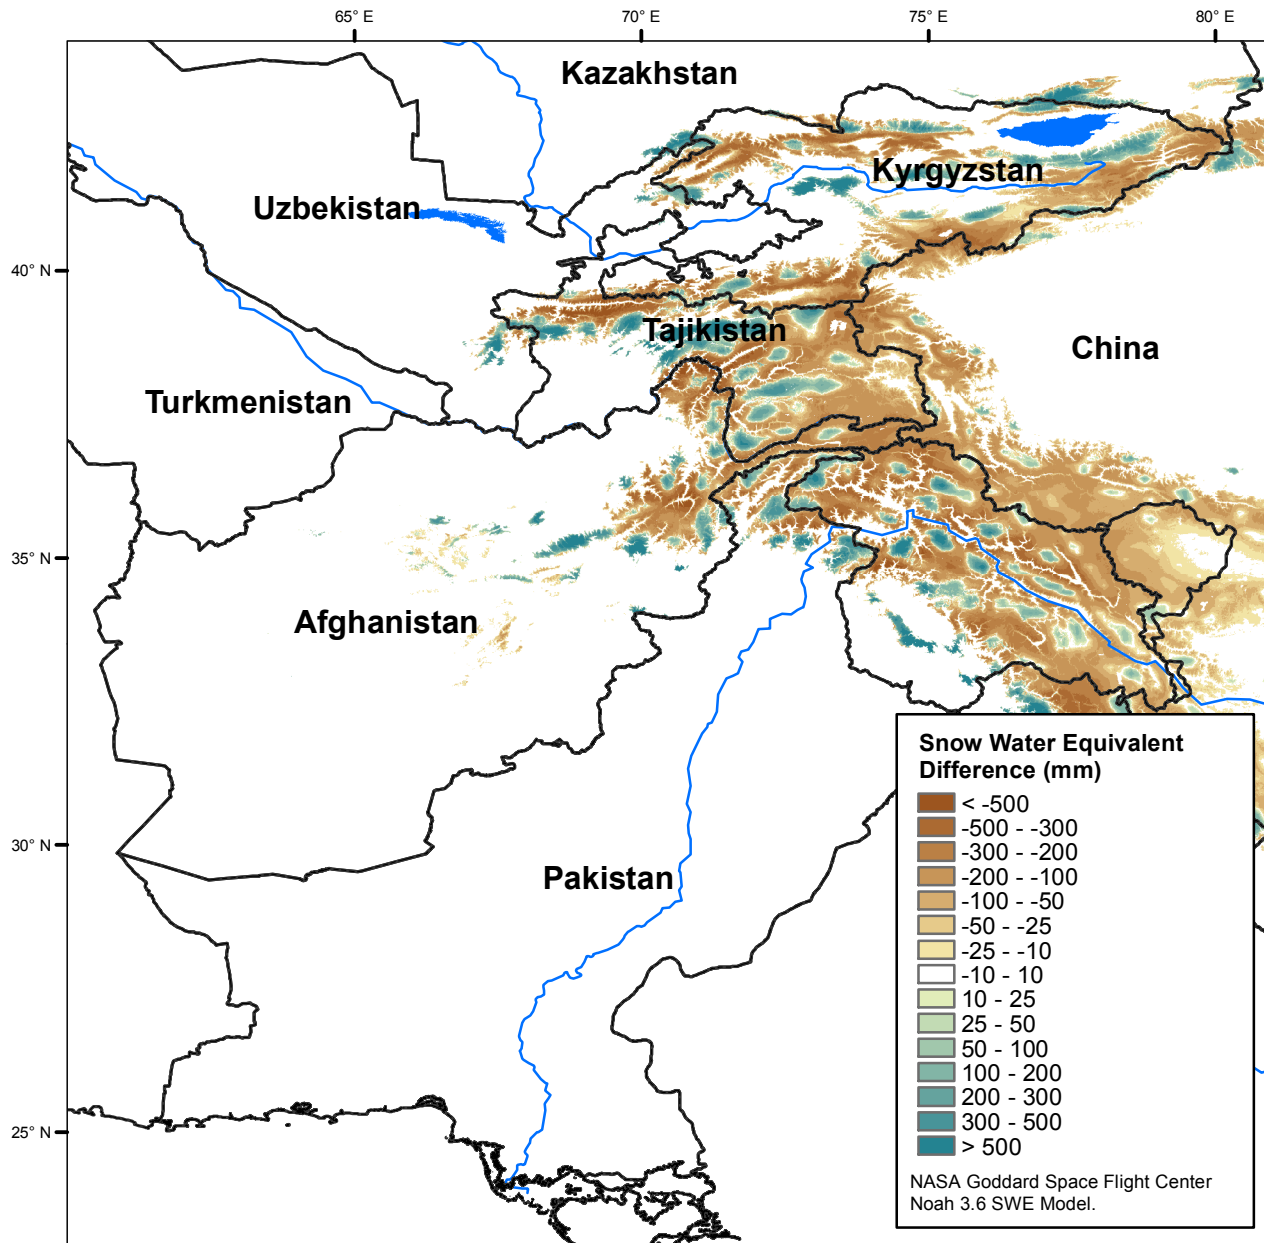 65° E
70° E
75° E
80° E
Kazakhstan
Kyrgyzstan
Uzbekistan
40° N
Tajikistan
China
Turkmenistan
35° N
Afghanistan
Snow Water Equivalent
Difference (mm)
< -500
-500 - -300
-300 - -200
-200 - -100
-100 - -50
-50 - -25
-25 - -10
-10 - 10
10 - 25
25 - 50
50 - 100
100 - 200
200 - 300
300 - 500
> 500
NASA Goddard Space Flight Center
Noah 3.6 SWE Model.
30° N
Pakistan
25° N